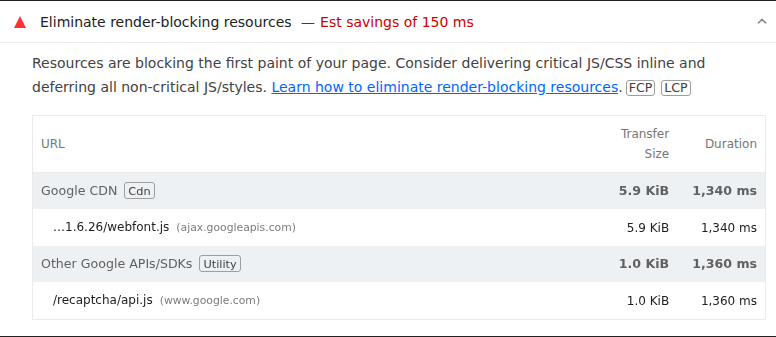 Eliminate render-blocking resources — Est savings of 150 ms
Resources are blocking the first paint of your page. Consider delivering critical JS/CSS inline and
deferring all non-critical JS/styles. Learn how to eliminate render-blocking resources. FCP LCP
URL Transfer Size Duration
Google CDN Cdn 5.9 KiB 1,340 ms
…1.6.26/webfont.js (ajax.googleapis.com) 5.9 KiB 1,340 ms
Other Google APIs/SDKs Utility 1.0 KiB 1,360 ms
/recaptcha/api.js (www.google.com) 1.0 KiB 1,360 ms